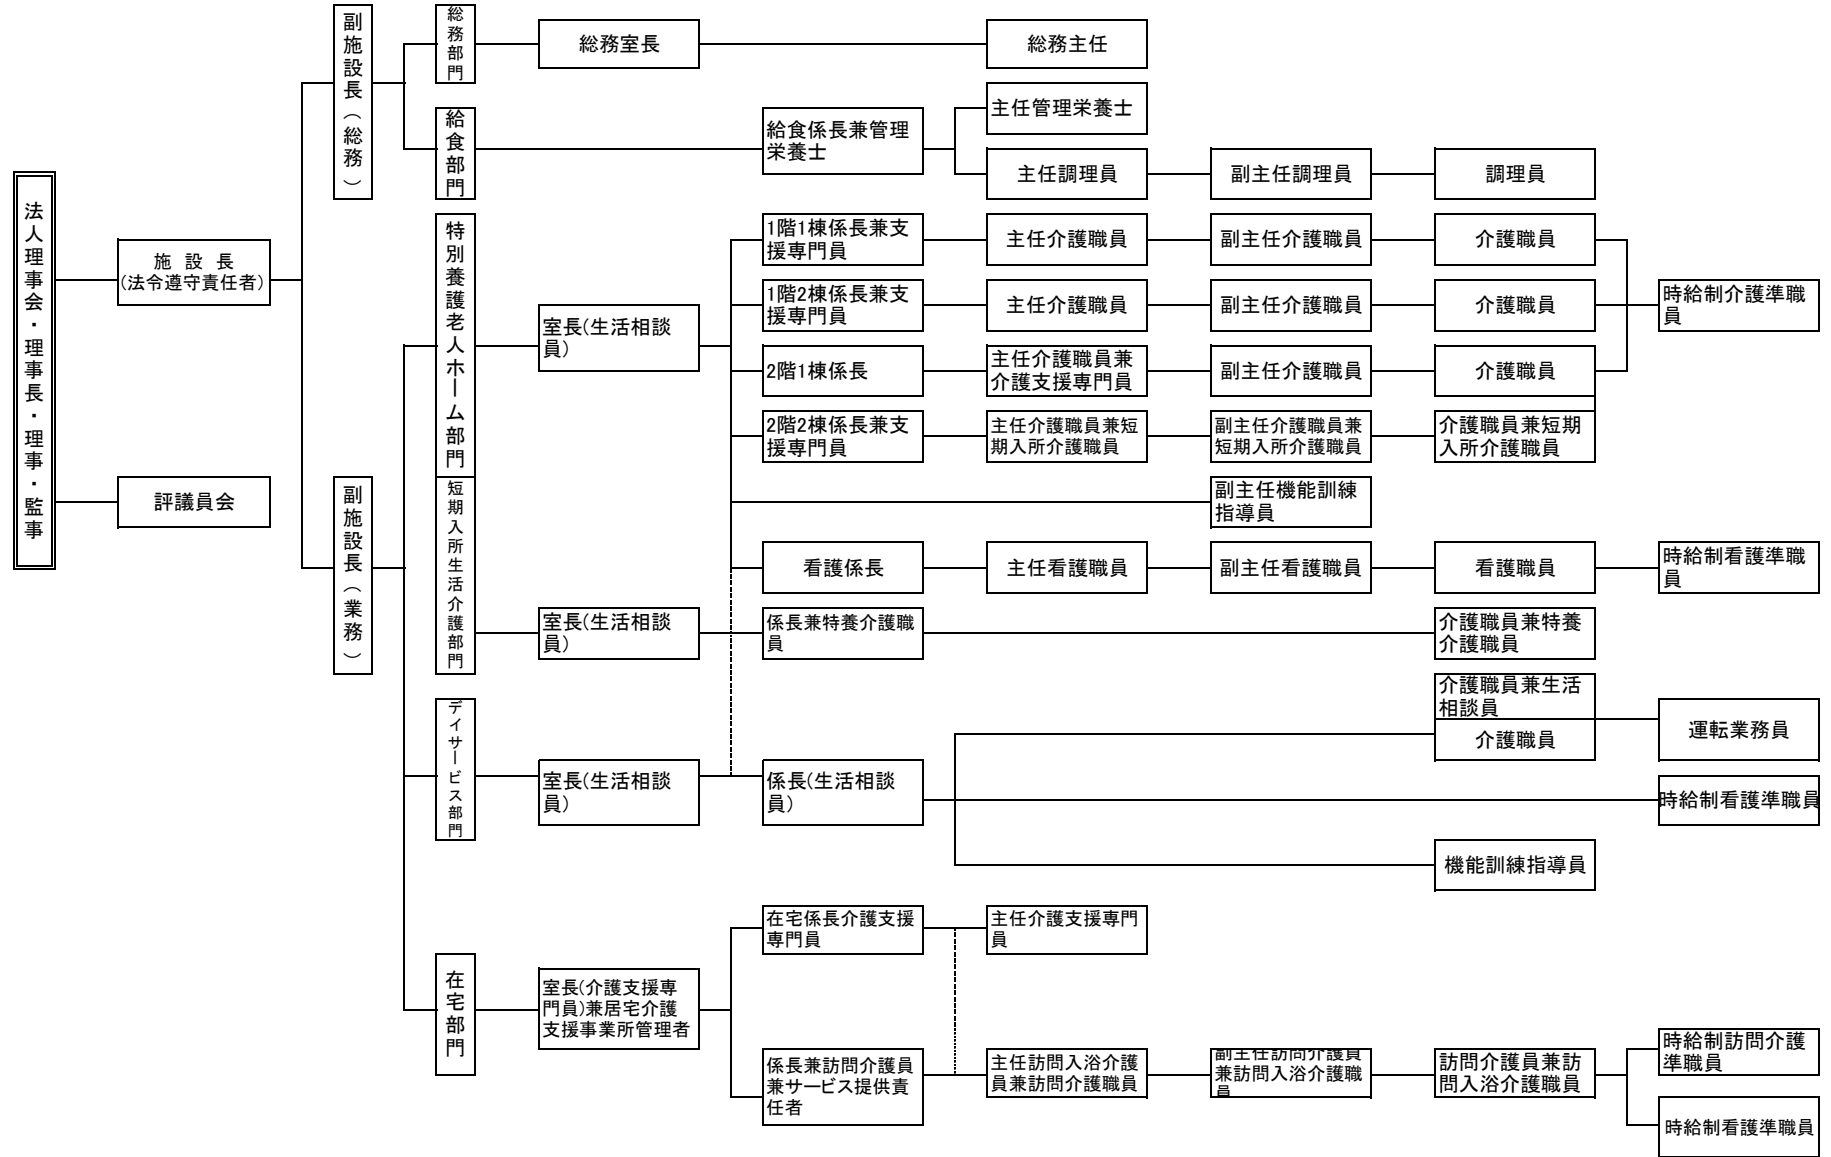 法人理事会・理事長・理事・監事
施　設　長
(法令遵守責任者)
評議員会
副施設長（総務）
総務部門
総務室長
総務主任
給食部門
給食係長兼管理
栄養士
主任管理栄養士
主任調理員
副主任調理員
調理員
副施設長（業務）
特別養護老人ホーム部門
室長(生活相談
員)
1階1棟係長兼支
援専門員
主任介護職員
副主任介護職員
介護職員
1階2棟係長兼支
援専門員
主任介護職員
副主任介護職員
介護職員
時給制介護準職
員
2階1棟係長
主任介護職員兼
介護支援専門員
副主任介護職員
介護職員
2階2棟係長兼支
援専門員
主任介護職員兼短
期入所介護職員
副主任介護職員兼
短期入所介護職員
介護職員兼短期
入所介護職員
副主任機能訓練
指導員
看護係長
主任看護職員
副主任看護職員
看護職員
時給制看護準職
員
短期入所生活介護部門
室長(生活相談
員)
係長兼特養介護職
員
介護職員兼特養
介護職員
デイサービス部門
室長(生活相談
員)
係長(生活相談
員)
介護職員兼生活
相談員
介護職員
運転業務員
時給制看護準職員
機能訓練指導員
在宅部門
室長(介護支援専
門員)兼居宅介護
支援事業所管理者
在宅係長介護支援
専門員
主任介護支援専門
員
係長兼訪問介護員
兼サービス提供責
任者
主任訪問入浴介護
員兼訪問介護職員
副主任訪問介護員
兼訪問入浴介護職
員
訪問介護員兼訪
問入浴介護職員
時給制訪問介護
準職員
時給制看護準職員